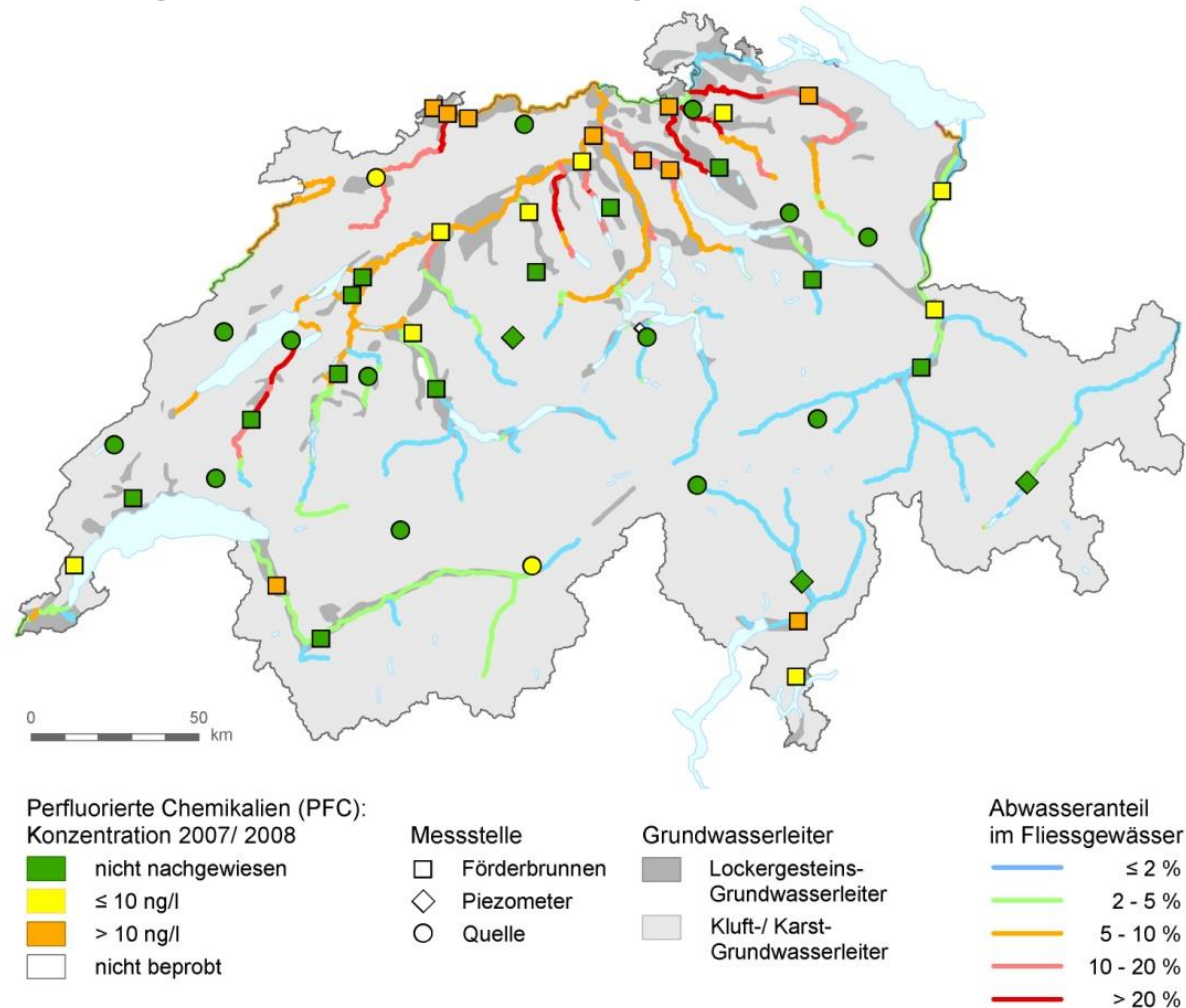 0 50
km
Perfluorierte Chemikalien (PFC):
Konzentration 2007/ 2008
nicht nachgewiesen
≤ 10 ng/l
> 10 ng/l
nicht beprobt
Messstelle
Förderbrunnen
Piezometer
Quelle
Grundwasserleiter
Lockergesteins-
Grundwasserleiter
Kluft-/ Karst-
Grundwasserleiter
Abwasseranteil
im Fliessgewässer
≤ 2 %
2 - 5 %
5 - 10 %
10 - 20 %
> 20 %